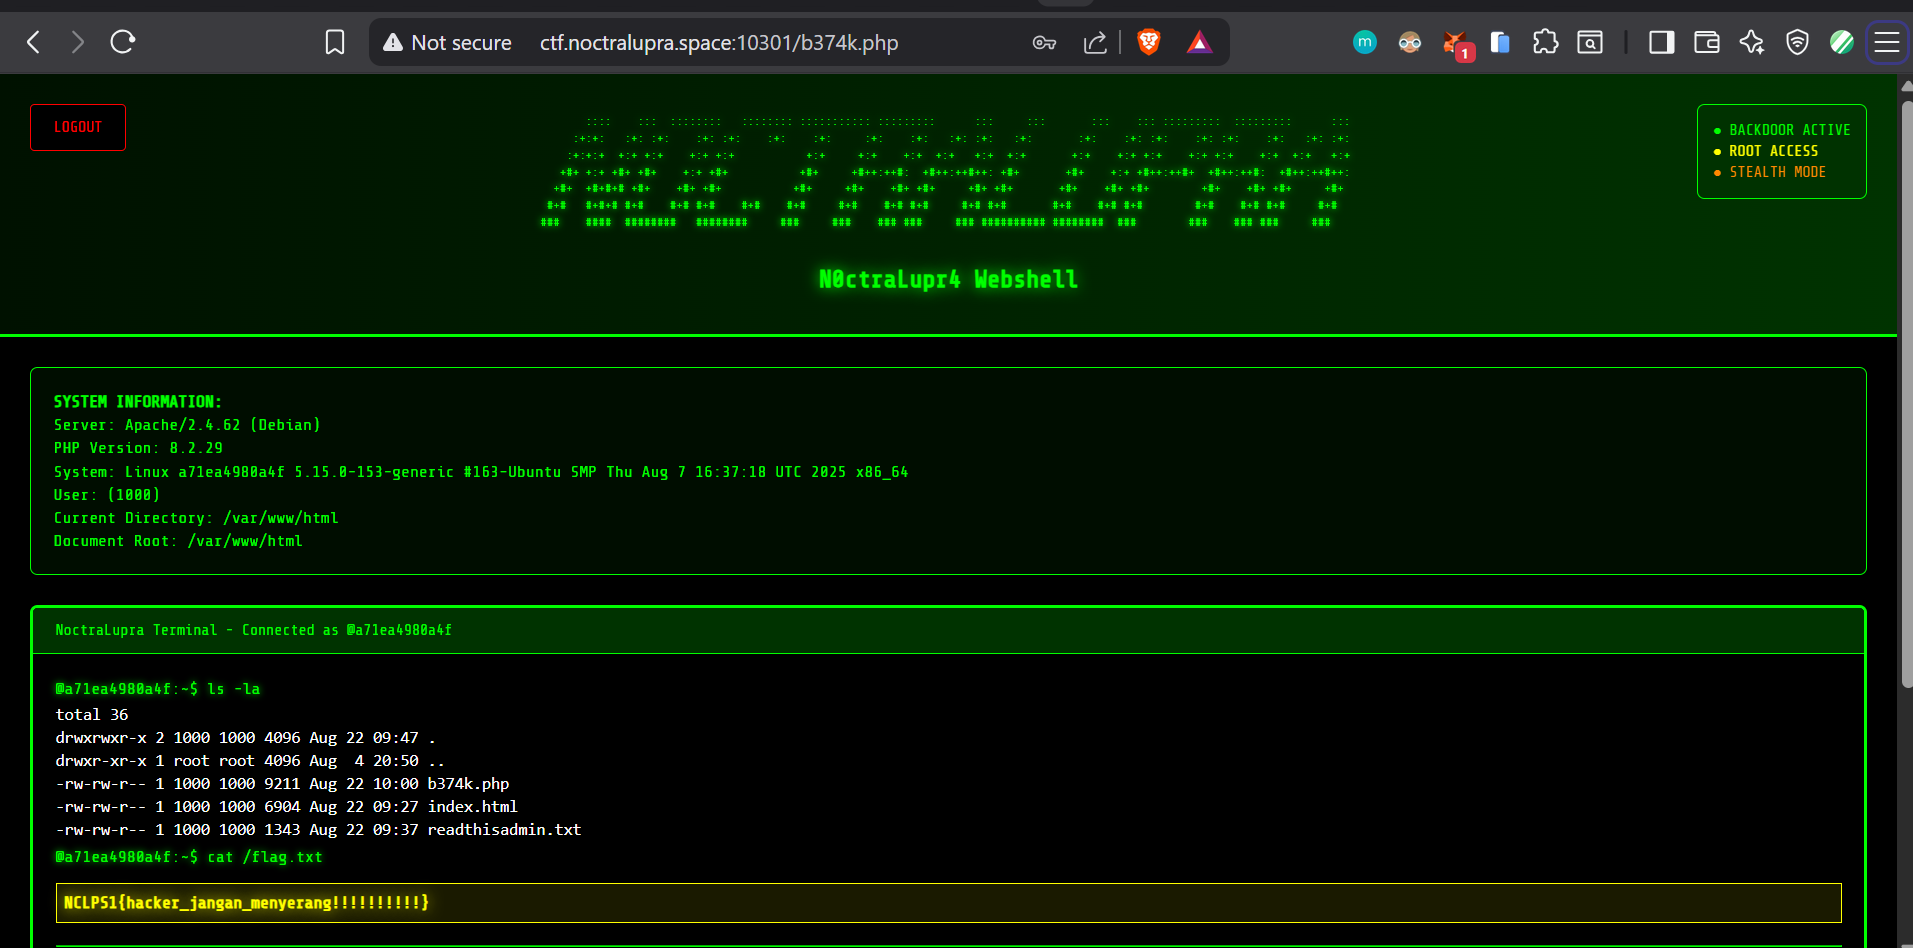 Not secure
ctf.noctralupra.space:10301/b374k.php
m
1
LOGOUT
BACKDOOR ACTIVE
ROOT ACCESS
STEALTH MODE
N0ctraLupr4 Webshell
SYSTEM INFORMATION:
Server: Apache/2.4.62 (Debian)
PHP Version: 8.2.29
System: Linux a71ea4980a4f 5.15.0-153-generic #163-Ubuntu SMP Thu Aug 7 16:37:18 UTC 2025 x86_64
User: (1000)
Current Directory: /var/www/html
Document Root: /var/www/html
NoctraLupra Terminal - Connected as @a71ea4980a4f
@a71ea4980a4f:~$ ls -la
total 36
drwxrwxr-x 2 1000 1000 4096 Aug 22 09:47 .
drwxr-xr-x 1 root root 4096 Aug  4 20:50 ..
-rw-rw-r-- 1 1000 1000 9211 Aug 22 10:00 b374k.php
-rw-rw-r-- 1 1000 1000 6904 Aug 22 09:27 index.html
-rw-rw-r-- 1 1000 1000 1343 Aug 22 09:37 readthisadmin.txt
@a71ea4980a4f:~$ cat /flag.txt
NCLPS1{hacker_jangan_menyerang!!!!!!!!!!}